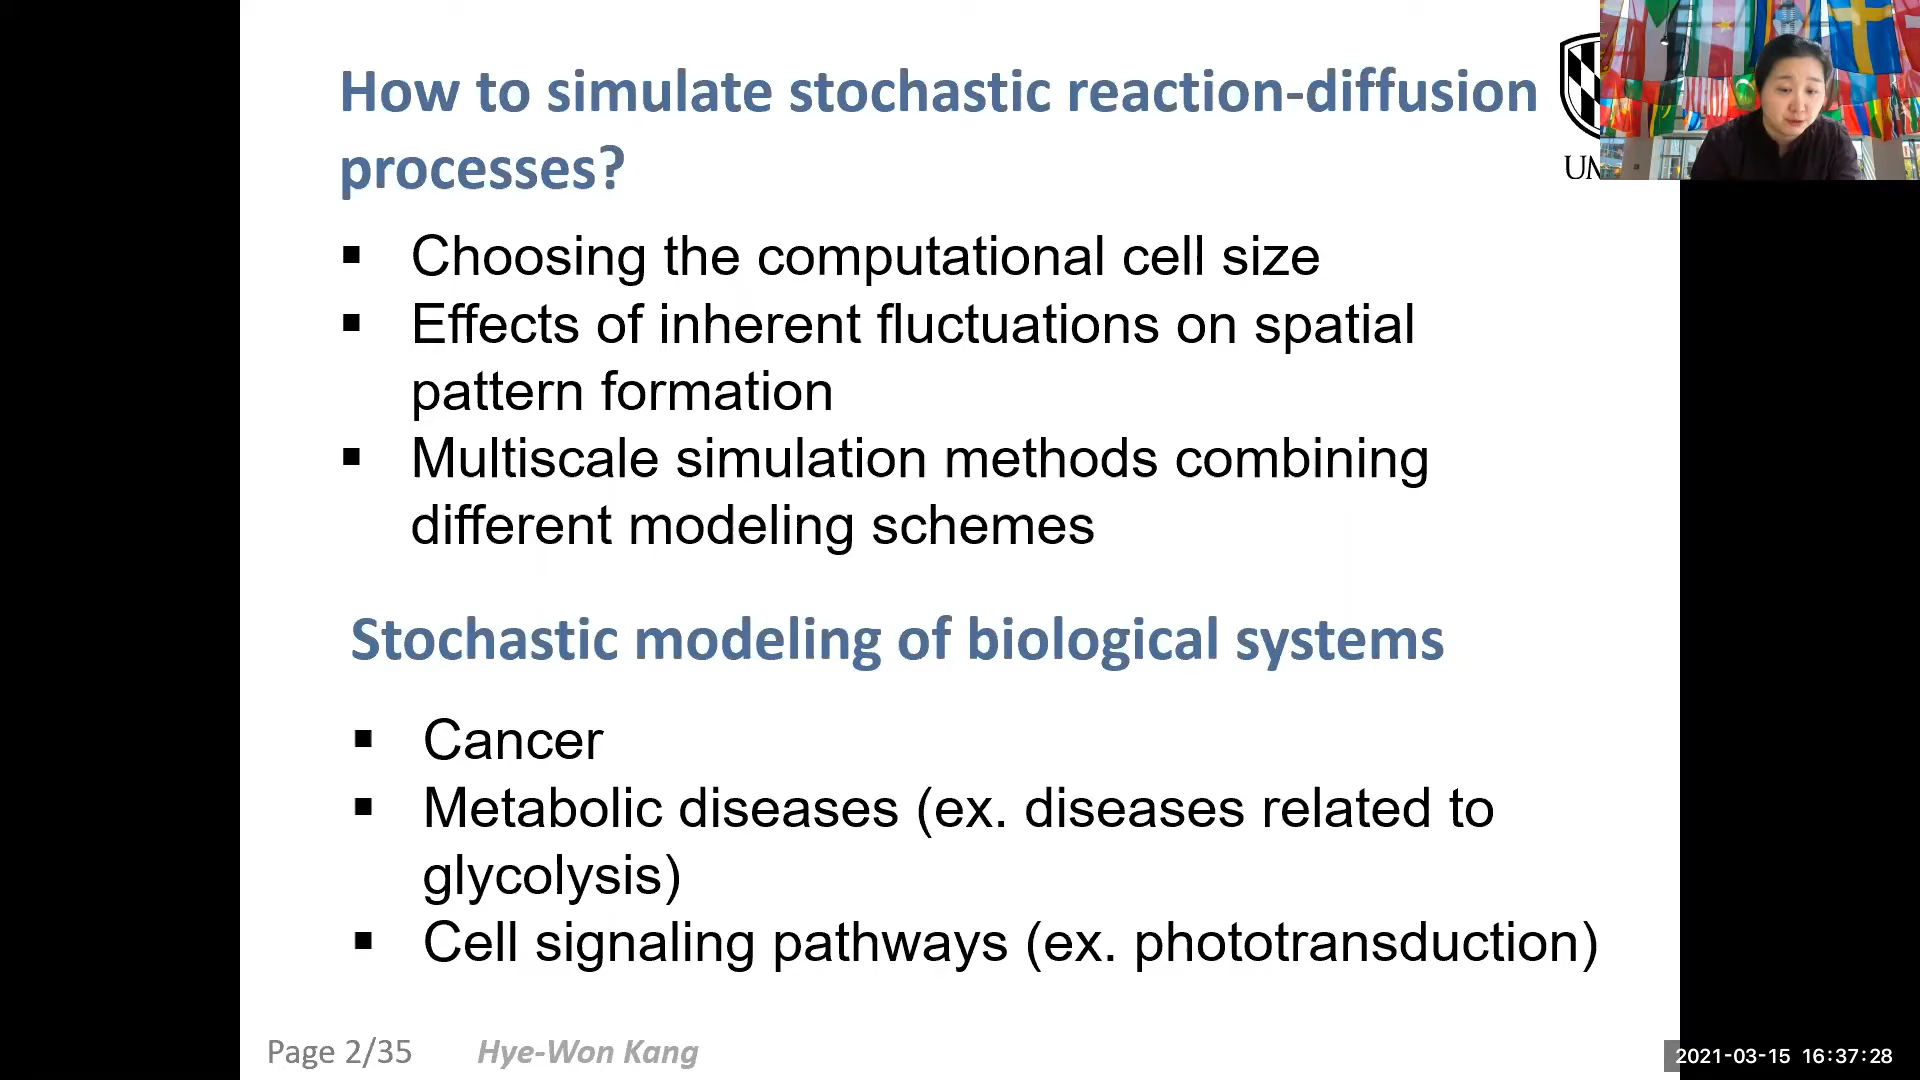 How to simulate stochastic reaction-diffusion
processes?
▪ Choosing the computational cell size
▪ Effects of inherent fluctuations on spatial
pattern formation
▪ Multiscale simulation methods combining
different modeling schemes
Stochastic modeling of biological systems
▪ Cancer
▪ Metabolic diseases (ex. diseases related to
glycolysis)
▪ Cell signaling pathways (ex. phototransduction)
Page 2/35 Hye-Won Kang
2021-03-15 16:37:28